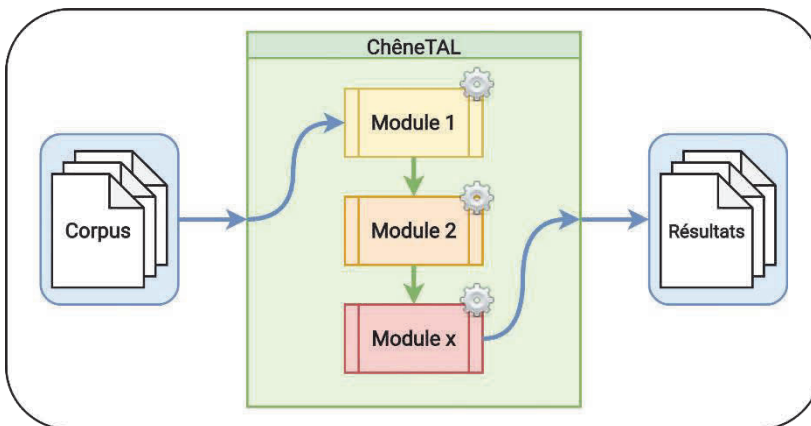 ChêneTAL
Module 1
Corpus
Module 2
Résultats
Module x